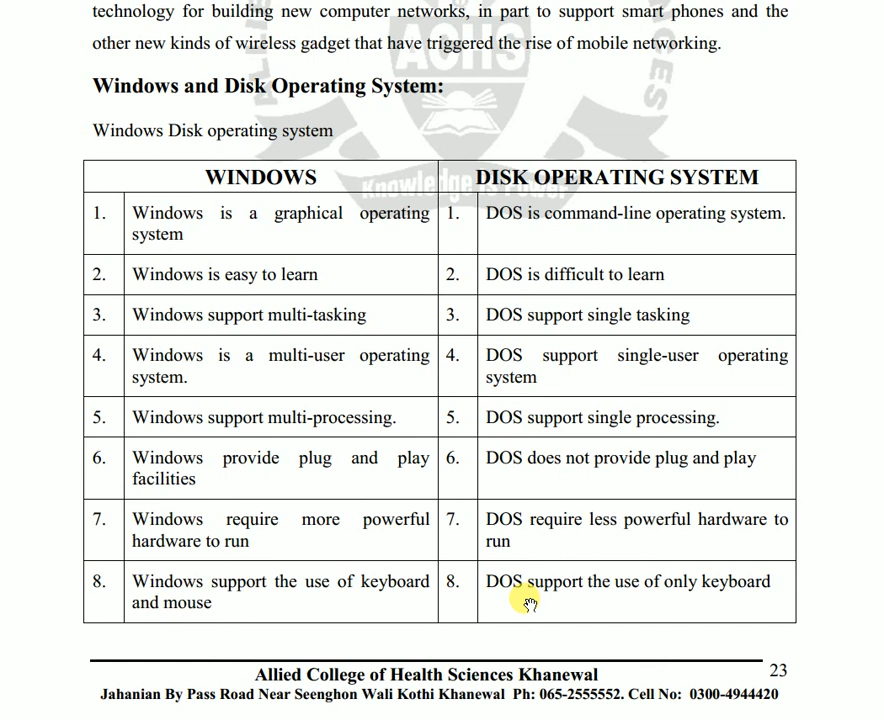 technology for building new computer networks, in part to support smart phones and the
other new kinds of wireless gadget that have triggered the rise of mobile networking.
Windows and Disk Operating System:
Windows Disk operating system
WINDOWS DISK OPERATING SYSTEM
1. Windows is a graphical operating 1. DOS is command-line operating system.
system
2. Windows is easy to learn 2. DOS is difficult to learn
3. Windows support multi-tasking 3. DOS support single tasking
4. Windows is a multi-user operating 4. DOS support single-user operating
system. system
5. Windows support multi-processing. 5. DOS support single processing.
6. Windows provide plug and play 6. DOS does not provide plug and play
facilities
7. Windows require more powerful 7. DOS require less powerful hardware to
hardware to run run
8. Windows support the use of keyboard 8. DOS support the use of only keyboard
and mouse
Allied College of Health Sciences Khanewal 23
Jahanian By Pass Road Near Seenghon Wali Kothi Khanewal Ph: 065-2555552. Cell No: 0300-4944420
ACHS
Knowledge is Power